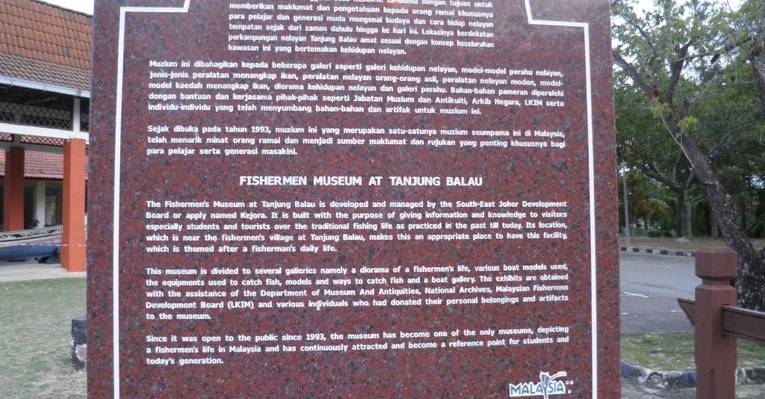 dengan tujuan untuk
memberikan maklumat dan pengetahuan kepada orang ramai khususnya
para pelajar dan generasi muda mengenai budaya dan cara hidup nelayan
tempatan sejak dari zaman dahulu hingga ke hari ini. Lokasinya berdekatan
perkampungan nelayan Tanjung Balau amat sesuai dengan konsep keseluruhan
kawasan ini yang bertemakan kehidupan nelayan.
Muzium ini dibahagikan kepada beberapa galeri seperti galeri kehidupan nelayan, model-model perahu nelayan,
jenis-jenis peralatan menangkap ikan, peralatan nelayan orang-orang asli, peralatan nelayan moden, model-
model kaedah menangkap ikan, diorama kehidupan nelayan dan galeri perahu. Bahan-bahan pameran diperolehi
dengan bantuan dan kerjasama pihak-pihak seperti Jabatan Muzium dan Antikuiti, Arkib Negara, LKIM serta
individu-individu yang telah menyumbang bahan-bahan dan artifak untuk muzium ini.
Sejak dibuka pada tahun 1993, muzium ini yang merupakan satu-satunya muzium seumpama ini di Malaysia,
telah menarik minat orang ramai dan menjadi sumber maklumat dan rujukan yang penting khususnya bagi
para pelajar serta generasi masakini.
FISHERMEN MUSEUM AT TANJUNG BALAU
The Fishermen's Museum at Tanjung Balau is developed and managed by the South-East Johor Development
Board or apply named Kejora. It is built with the purpose of giving information and knowledge to visitors
especially students and tourists over the traditional fishing life as practiced in the past till today. Its location,
which is near the fishermen's village at Tanjung Balau, makes this an appropriate place to have this facility,
which is themed after a fisherman's daily life.
This museum is divided to several galleries namely a diorama of a fishermen's life, various boat models used,
the equipments used to catch fish, models and ways to catch fish and a boat gallery. The exhibits are obtained
with the assistance of the Department of Museum And Antiquities, National Archives, Malaysian Fishermen
Development Board (LKIM) and various individuals who had donated their personal belongings and artifacts
to the museum.
Since it was open to the public since 1993, the museum has become one of the only museums, depicting
a fishermen's life in Malaysia and has continuously attracted and become a reference point for students and
today's generation.
MALAYSIA